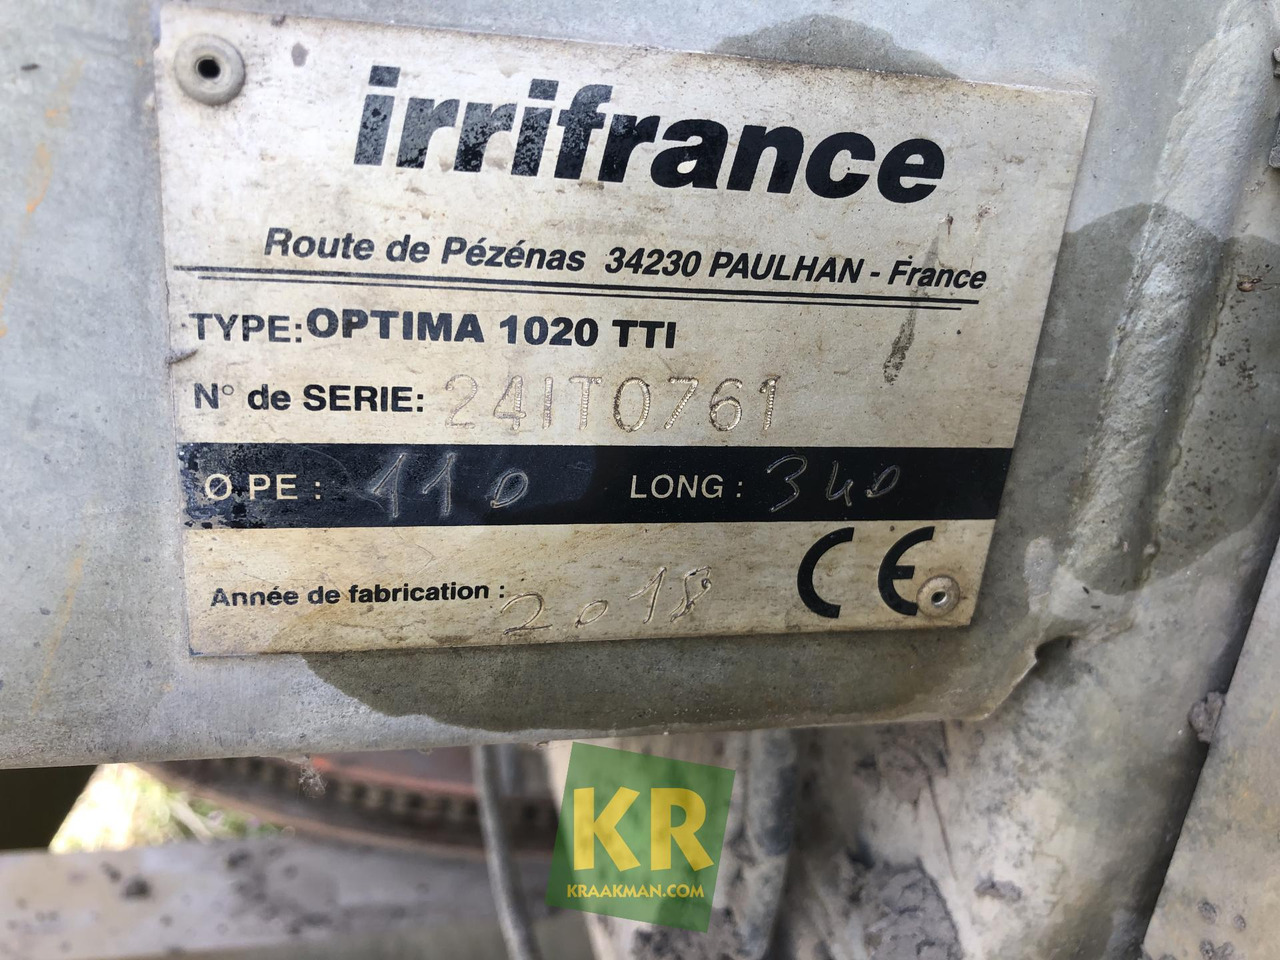 irrifrance
Route de Pézénas 34230 PAULHAN - France
TYPE: OPTIMA 1020 TTI
N° de SERIE: 241T0761
Ø.PE : 110 LONG : 340
Année de fabrication : 2018
CE
KR
KRAAKMAN.COM